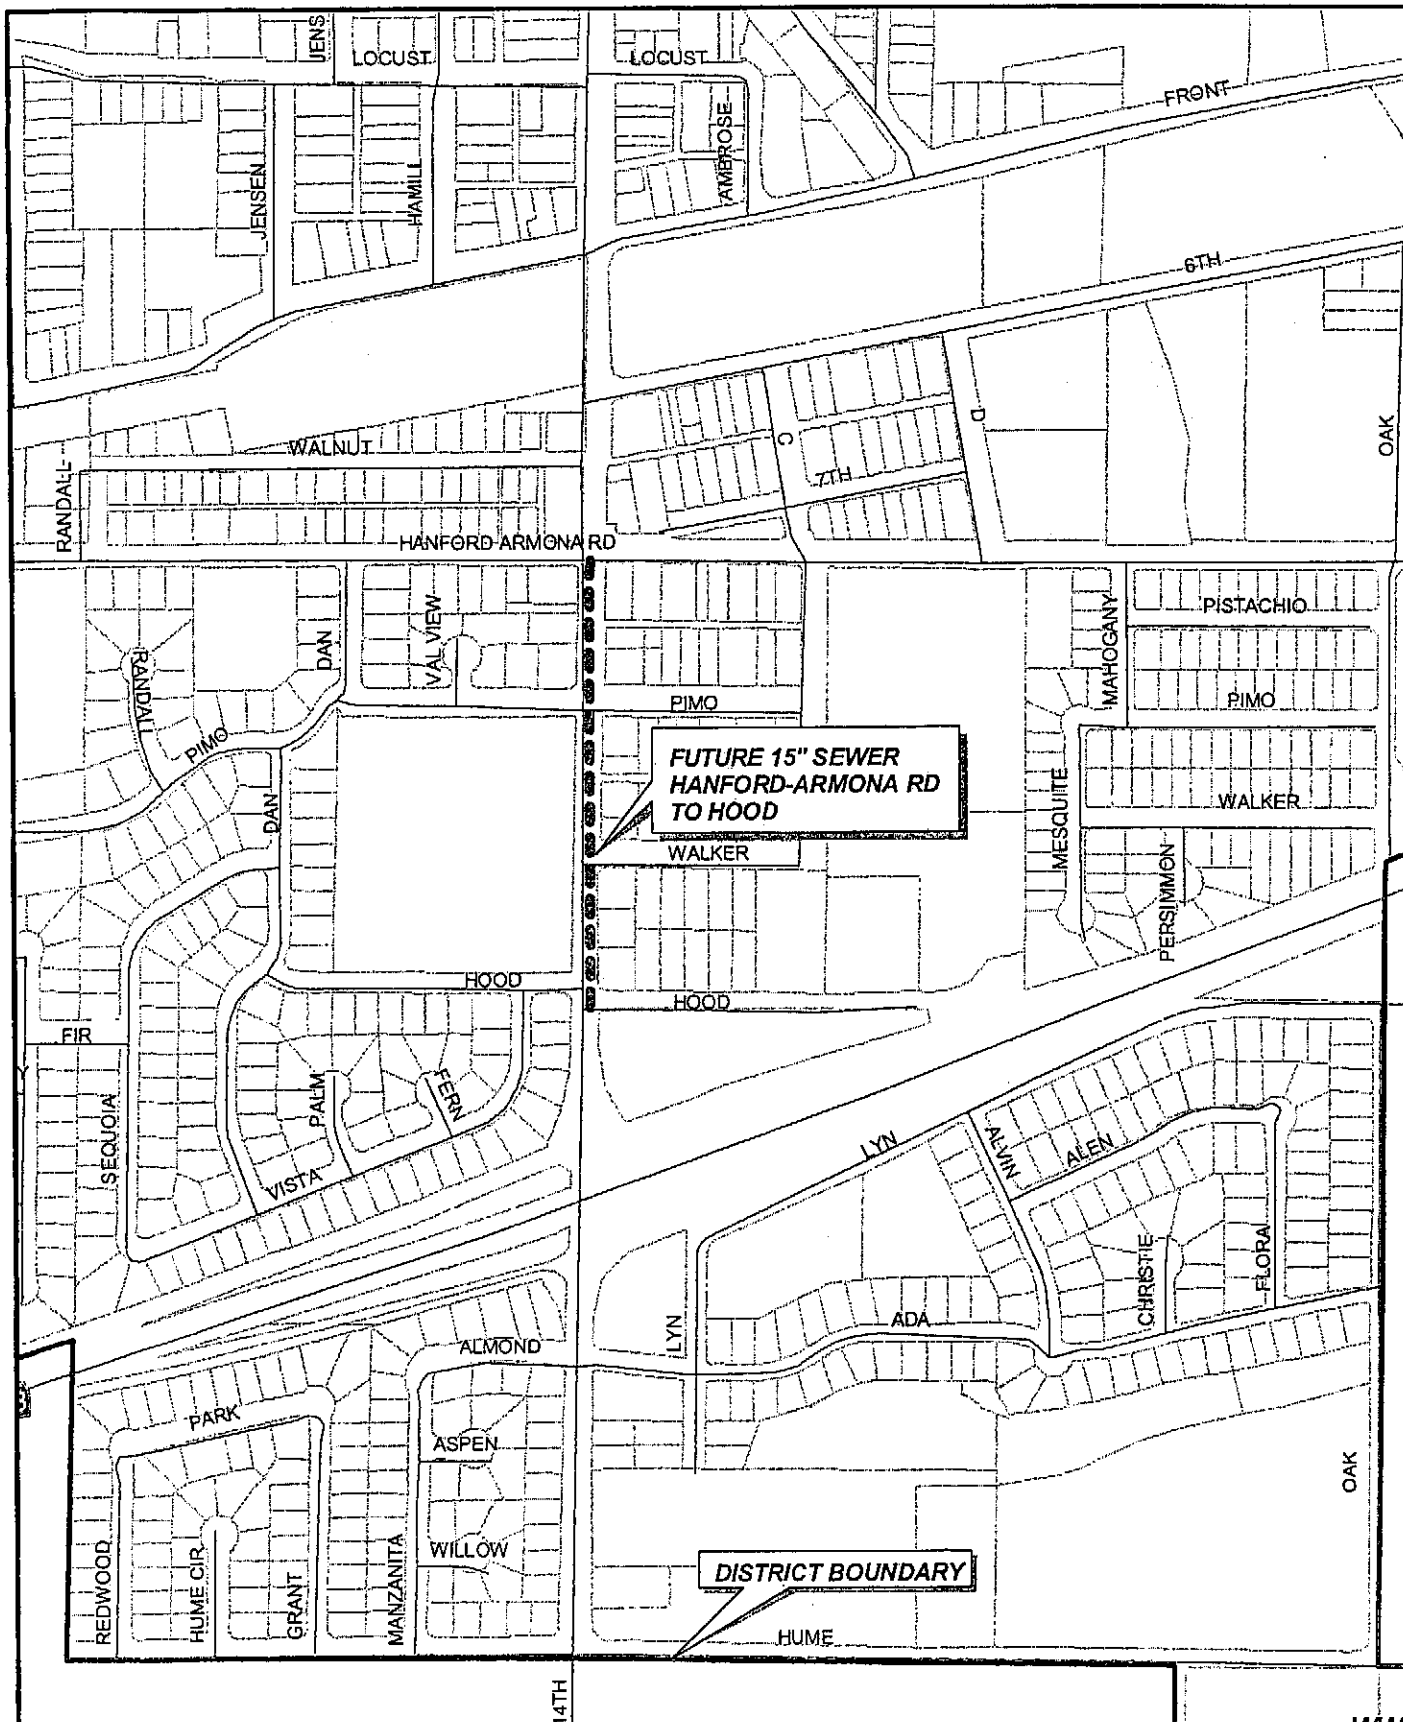 JENS
LOCUST
LOCUST
FRONT
AMBROSE
JENSEN
HAMILL
6TH
WALNUT
C
D
OAK
7TH
RANDALL
HANFORD ARMONA RD
PISTACHIO
DAN
VAL VIEW
MAHOGANY
RANDALL
PIMO
PIMO
PIMO
FUTURE 15" SEWER
HANFORD-ARMONA RD
TO HOOD
DAN
MESQUITE
WALKER
WALKER
PERSIMMON
HOOD
HOOD
FIR
PALM
FERN
SEQUOIA
LYN
ALVIN
ALEN
VISTA
CHRISTIE
FLORA
LYN
ADA
ALMOND
PARK
ASPEN
OAK
REDWOOD
HUME CIR
GRANT
MANZANITA
WILLOW
DISTRICT BOUNDARY
HUME
14TH